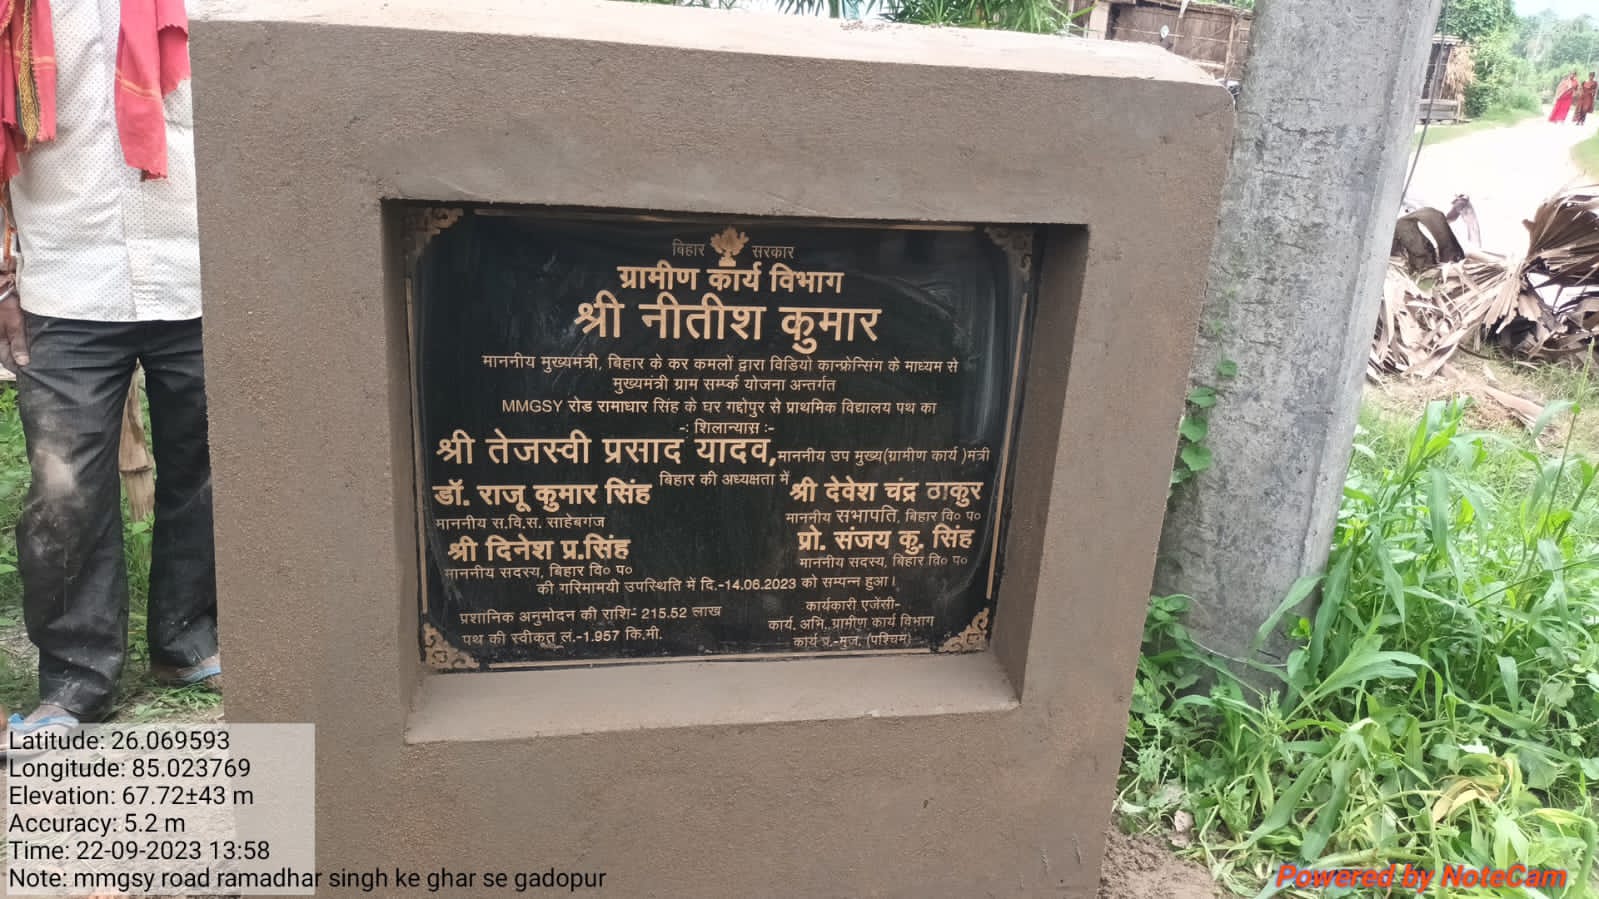 बिहार सरकार
ग्रामीण कार्य विभाग
श्री नीतीश कुमार
माननीय मुख्यमंत्री, बिहार के कर कमलों द्वारा विडियो कान्फ्रेन्सिंग के माध्यम से
मुख्यमंत्री ग्राम सर्म्पक योजना अन्तर्गत
MMGSY रोड रामाधार सिंह के घर गद्दोपुर से प्राथमिक विद्यालय पथ का
-: शिलान्यास :-
श्री तेजस्वी प्रसाद यादव, माननीय उप मुख्य(ग्रामीण कार्य )मंत्री
बिहार की अध्यक्षता में
डॉ. राजू कुमार सिंह श्री देवेश चंद्र ठाकुर
माननीय स.वि.स. साहेबगंज माननीय सभापति, बिहार वि० प०
श्री दिनेश प्र.सिंह प्रो. संजय कु. सिंह
माननीय सदस्य, बिहार वि० प० माननीय सदस्य, बिहार वि० प०
की गरिमामयी उपस्थिति में दि.-14.06.2023 को सम्पन्न हुआ।
प्रशानिक अनुमोदन की राशि- 215.52 लाख
पथ की स्वीकृत लं.-1.957 कि.मी.
कार्यकारी एजेंसी-
कार्य. अभि. ग्रामीण कार्य विभाग
कार्य प्र.-मुज. (पश्चिम)
Latitude: 26.069593
Longitude: 85.023769
Elevation: 67.72±43 m
Accuracy: 5.2 m
Time: 22-09-2023 13:58
Note: mmgsy road ramadhar singh ke ghar se gadopur
Powered by NoteCam